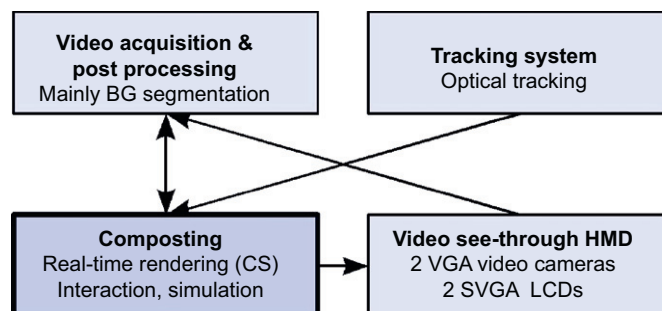 Video acquisition &
post processing
Mainly BG segmentation
Tracking system
Optical tracking
Composting
Real-time rendering (CS)
Interaction, simulation
Video see-through HMD
2 VGA video cameras
2 SVGA LCDs